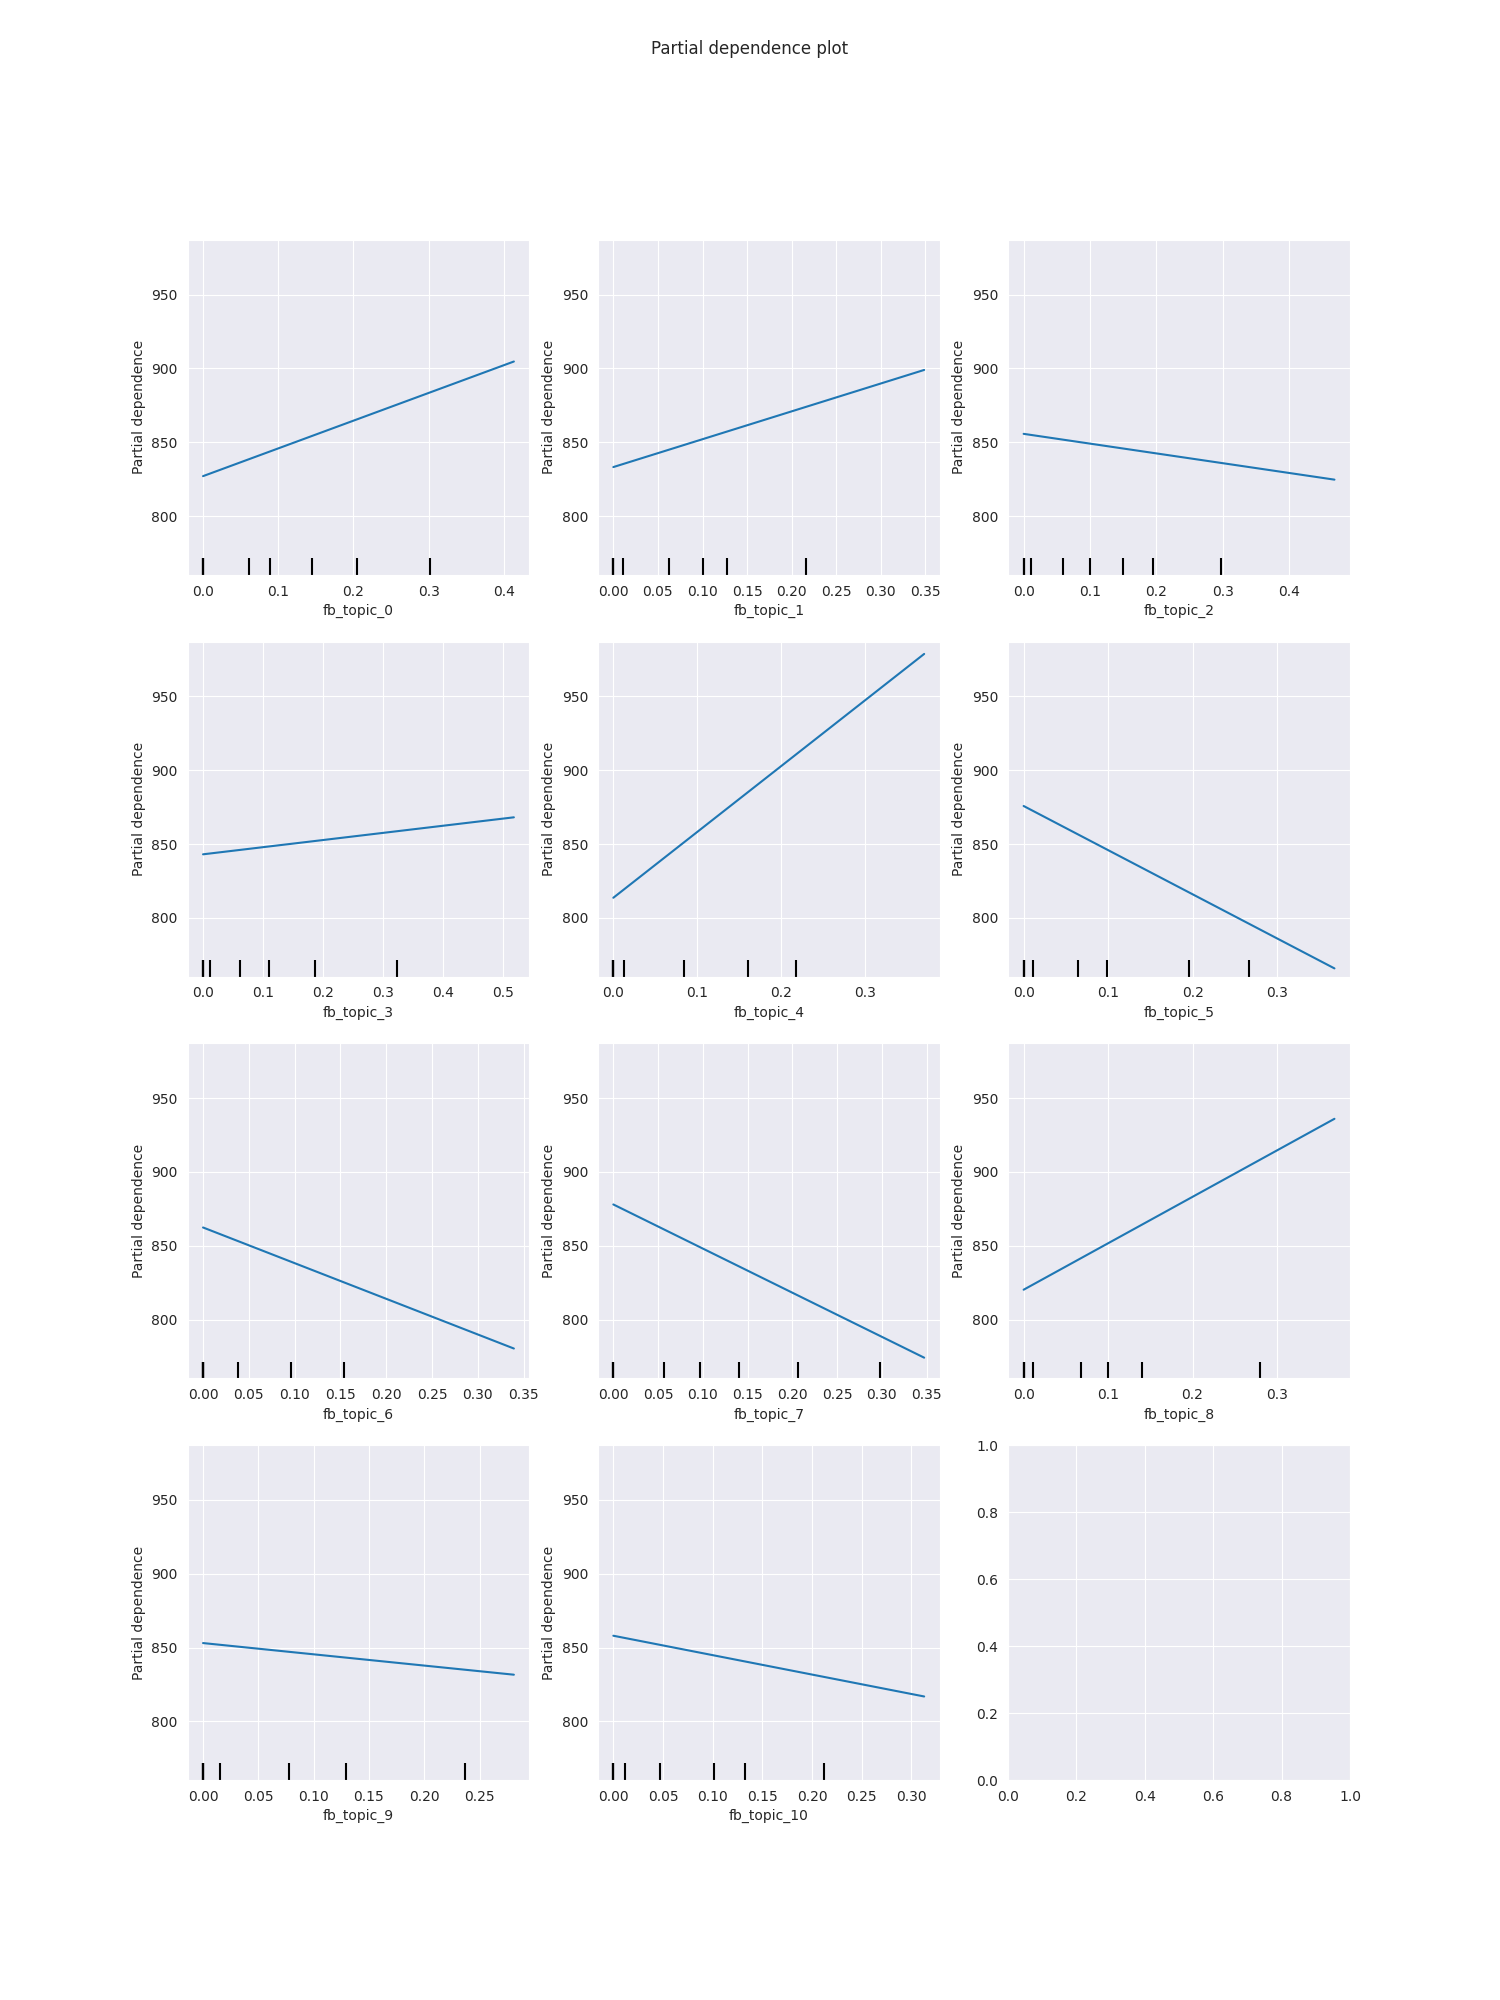 Partial dependence plot
950 950 950
900 900 900
850 850 850
800 800 800
Partial dependence Partial dependence Partial dependence
0.0 0.1 0.2 0.3 0.4 0.00 0.05 0.10 0.15 0.20 0.25 0.30 0.35 0.0 0.1 0.2 0.3 0.4
fb_topic_0 fb_topic_1 fb_topic_2
950 950 950
900 900 900
850 850 850
800 800 800
Partial dependence Partial dependence Partial dependence
0.0 0.1 0.2 0.3 0.4 0.5 0.0 0.1 0.2 0.3 0.0 0.1 0.2 0.3
fb_topic_3 fb_topic_4 fb_topic_5
950 950 950
900 900 900
850 850 850
800 800 800
Partial dependence Partial dependence Partial dependence
0.00 0.05 0.10 0.15 0.20 0.25 0.30 0.35 0.00 0.05 0.10 0.15 0.20 0.25 0.30 0.35 0.0 0.1 0.2 0.3
fb_topic_6 fb_topic_7 fb_topic_8
950 950 1.0
900 900 0.8
850 850 0.6
800 800 0.4
0.2
0.0
Partial dependence Partial dependence
0.00 0.05 0.10 0.15 0.20 0.25 0.00 0.05 0.10 0.15 0.20 0.25 0.30 0.0 0.2 0.4 0.6 0.8 1.0
fb_topic_9 fb_topic_10